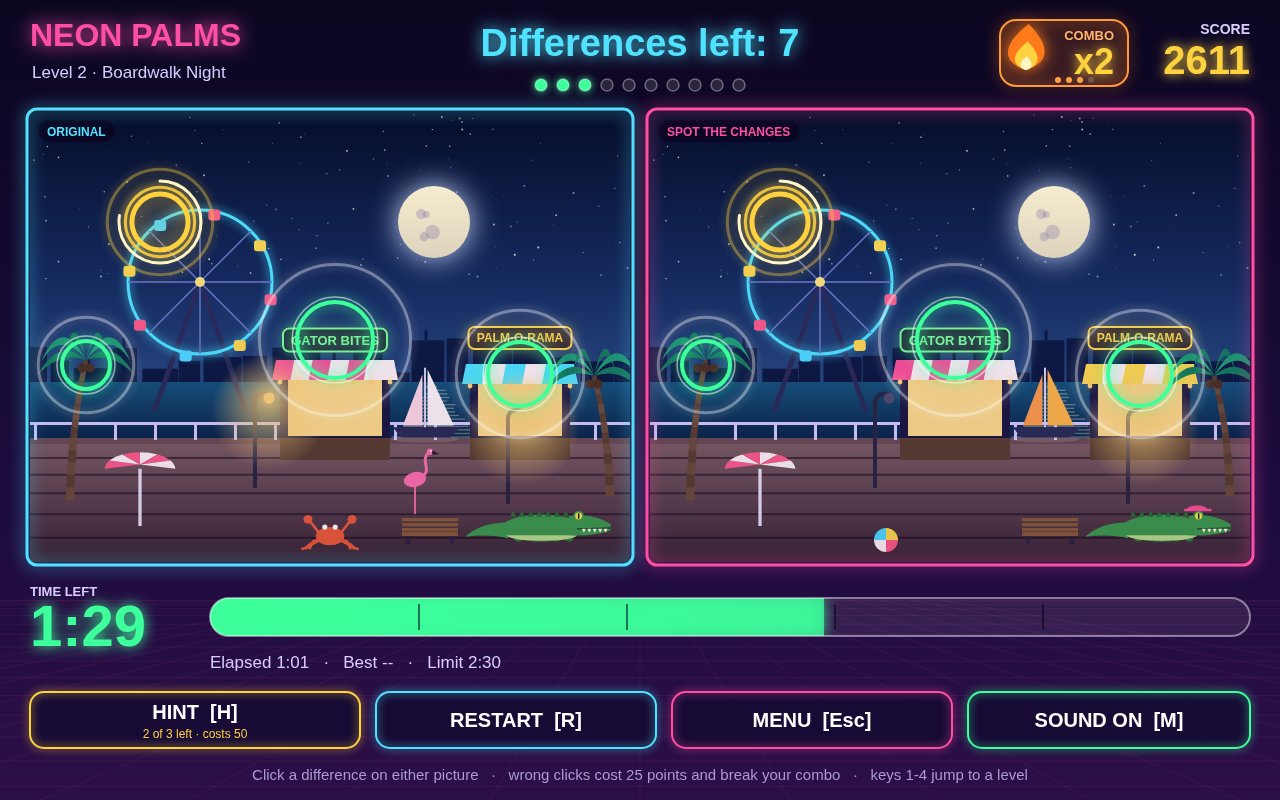 NEON PALMS
Level 2 · Boardwalk Night
Differences left: 7
COMBO
x2
SCORE
2611
ORIGINAL
GATOR BITES
PALM-O-RAMA
SPOT THE CHANGES
GATOR BYTES
PALM-O-RAMA
TIME LEFT
1:29
Elapsed 1:01 · Best -- · Limit 2:30
HINT [H]
2 of 3 left · costs 50
RESTART [R]
MENU [Esc]
SOUND ON [M]
Click a difference on either picture · wrong clicks cost 25 points and break your combo · keys 1-4 jump to a level